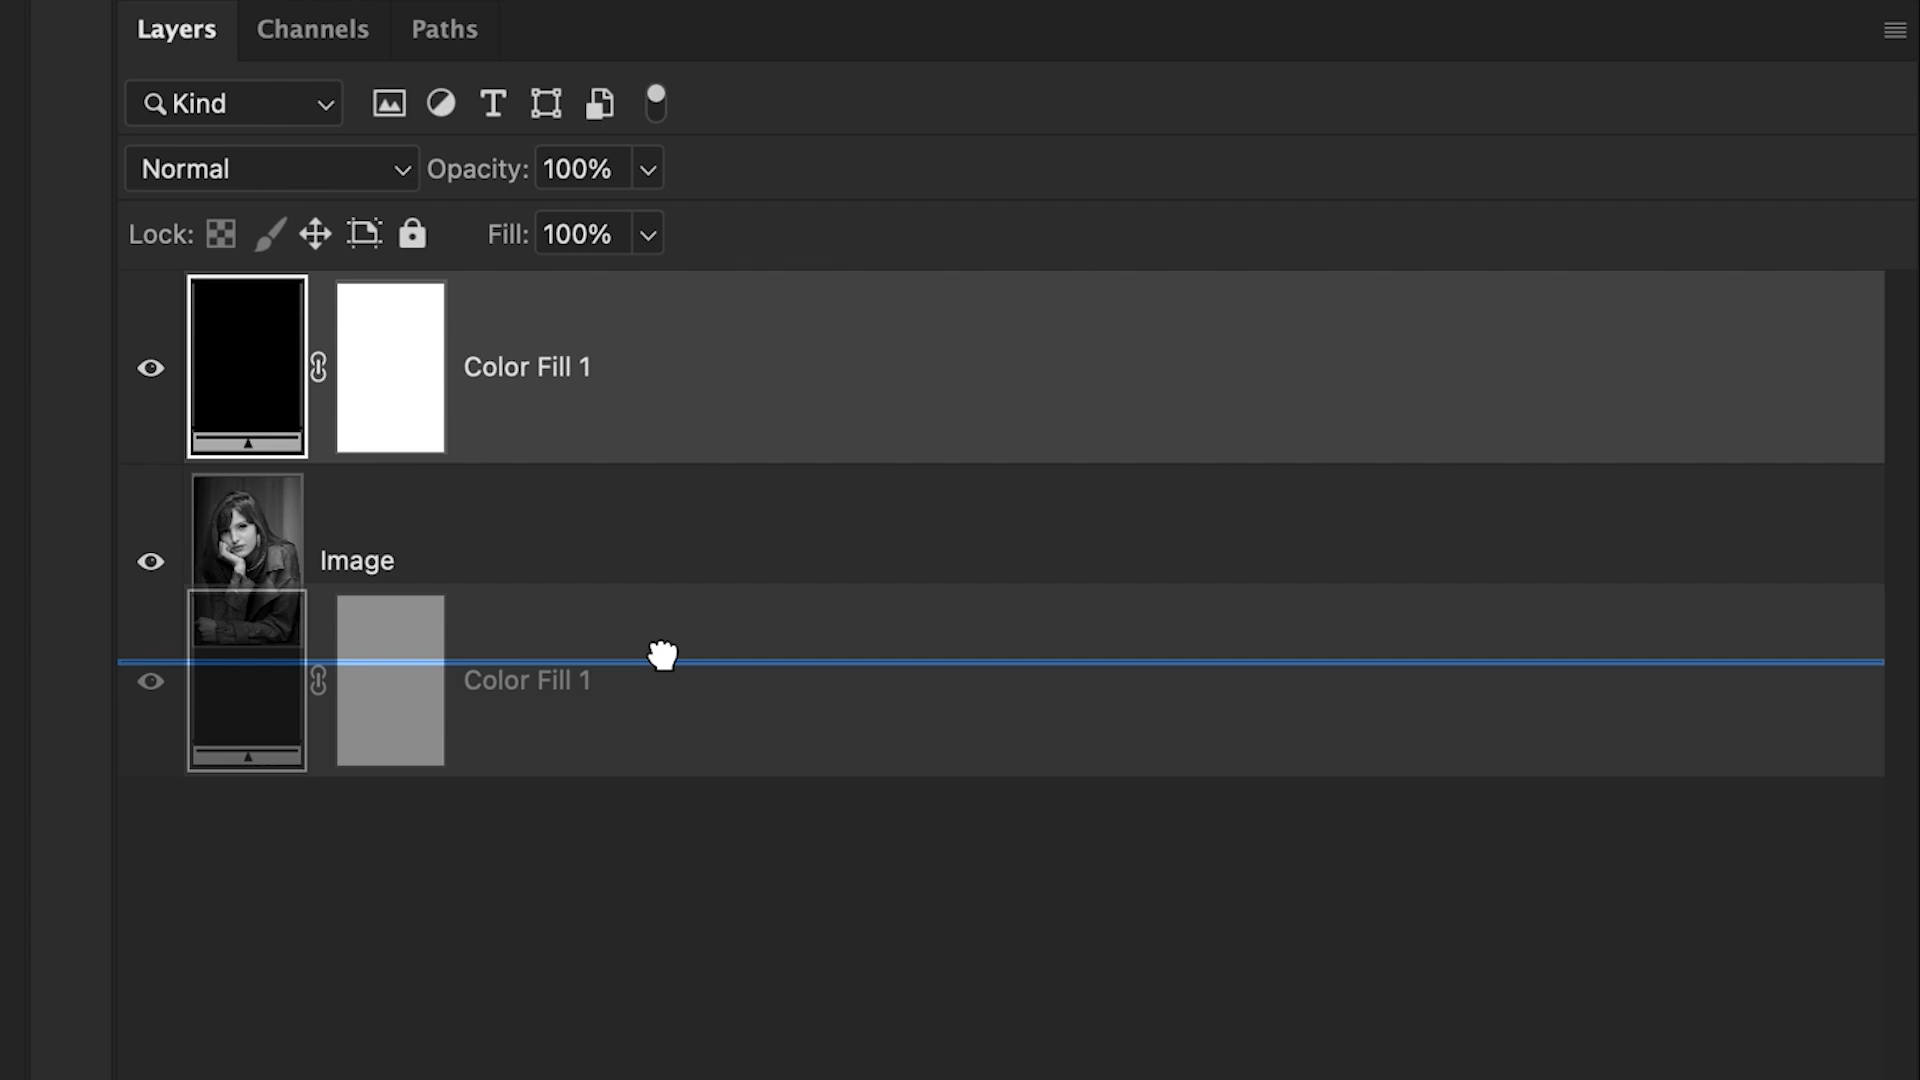 Layers Channels Paths
Kind
Normal Opacity: 100%
Lock: Fill: 100%
Color Fill 1
Image
Color Fill 1